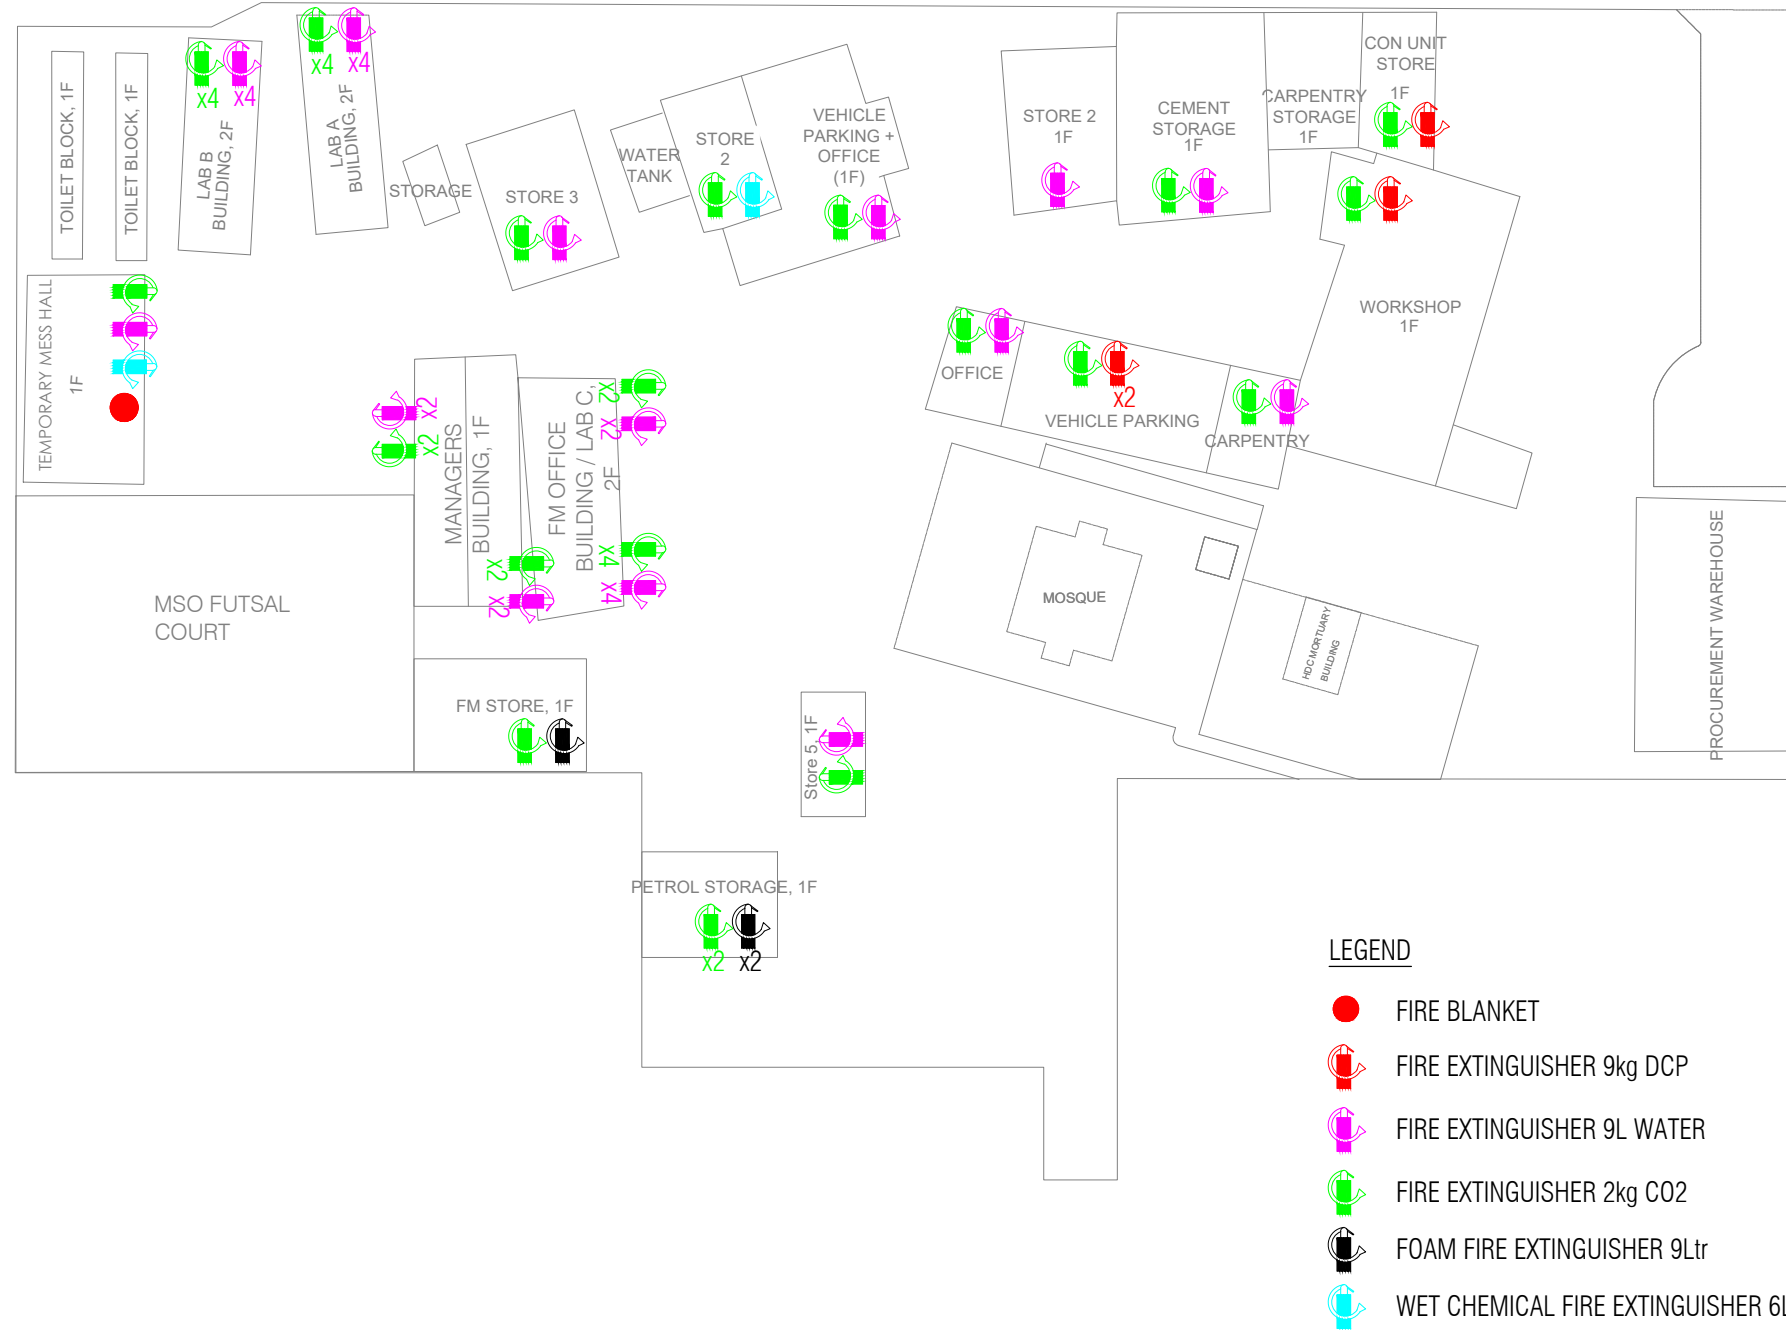 TOILET BLOCK, 1F
TOILET BLOCK, 1F
x4
x4
LAB B
BUILDING, 2F
x4
x4
LAB A
BUILDING, 2F
STORAGE
STORE 3
WATER
TANK
STORE
2
VEHICLE
PARKING +
OFFICE
(1F)
STORE 2
1F
CEMENT
STORAGE
1F
CARPENTRY
STORAGE
1F
CON UNIT
STORE
1F
WORKSHOP
1F
TEMPORARY MESS HALL
1F
x2
x2
MANAGERS
BUILDING, 1F
x2
x2
FM OFFICE
BUILDING / LAB C,
2F
x2
x2
x4
x4
OFFICE
x2
VEHICLE PARKING
CARPENTRY
MOSQUE
HDC MORTUARY
BUILDING
PROCUREMENT WAREHOUSE
MSO FUTSAL
COURT
FM STORE, 1F
Store 5, 1F
PETROL STORAGE, 1F
x2
x2
LEGEND
FIRE BLANKET
FIRE EXTINGUISHER 9kg DCP
FIRE EXTINGUISHER 9L WATER
FIRE EXTINGUISHER 2kg CO2
FOAM FIRE EXTINGUISHER 9Ltr
WET CHEMICAL FIRE EXTINGUISHER 6L